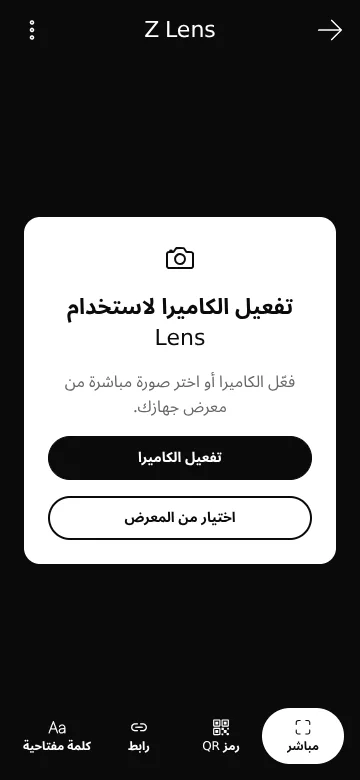 Z Lens
تفعيل الكاميرا لاستخدام
Lens
فعّل الكاميرا أو اختر صورة مباشرة من
معرض جهازك.
تفعيل الكاميرا
اختيار من المعرض
مباشر
رمز QR
رابط
Aa
كلمة مفتاحية